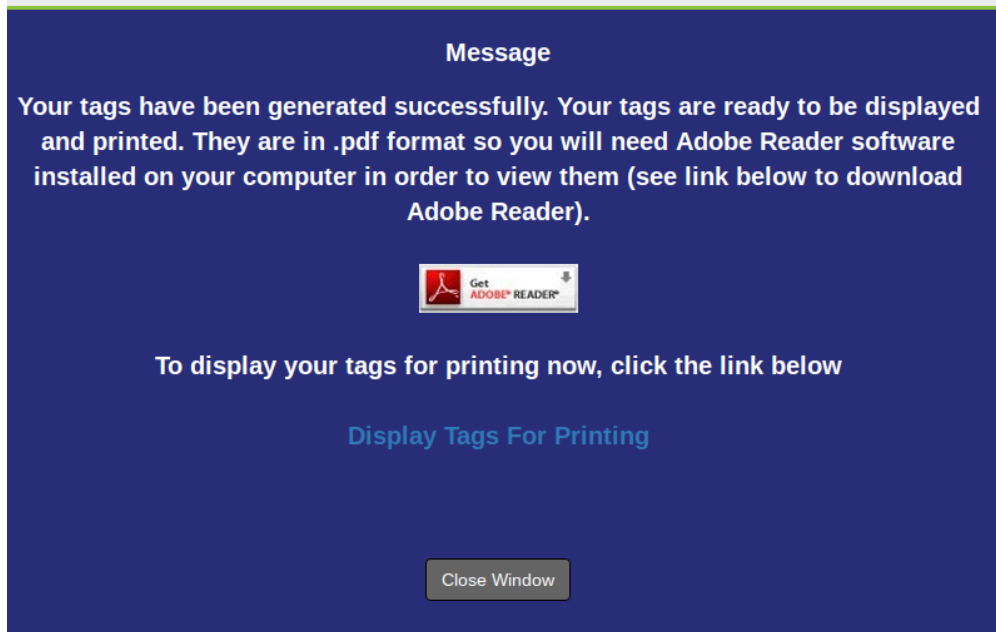 Message
Your tags have been generated successfully. Your tags are ready to be displayed
and printed. They are in .pdf format so you will need Adobe Reader software
installed on your computer in order to view them (see link below to download
Adobe Reader).
Get
ADOBE® READER®
To display your tags for printing now, click the link below
Display Tags For Printing
Close Window